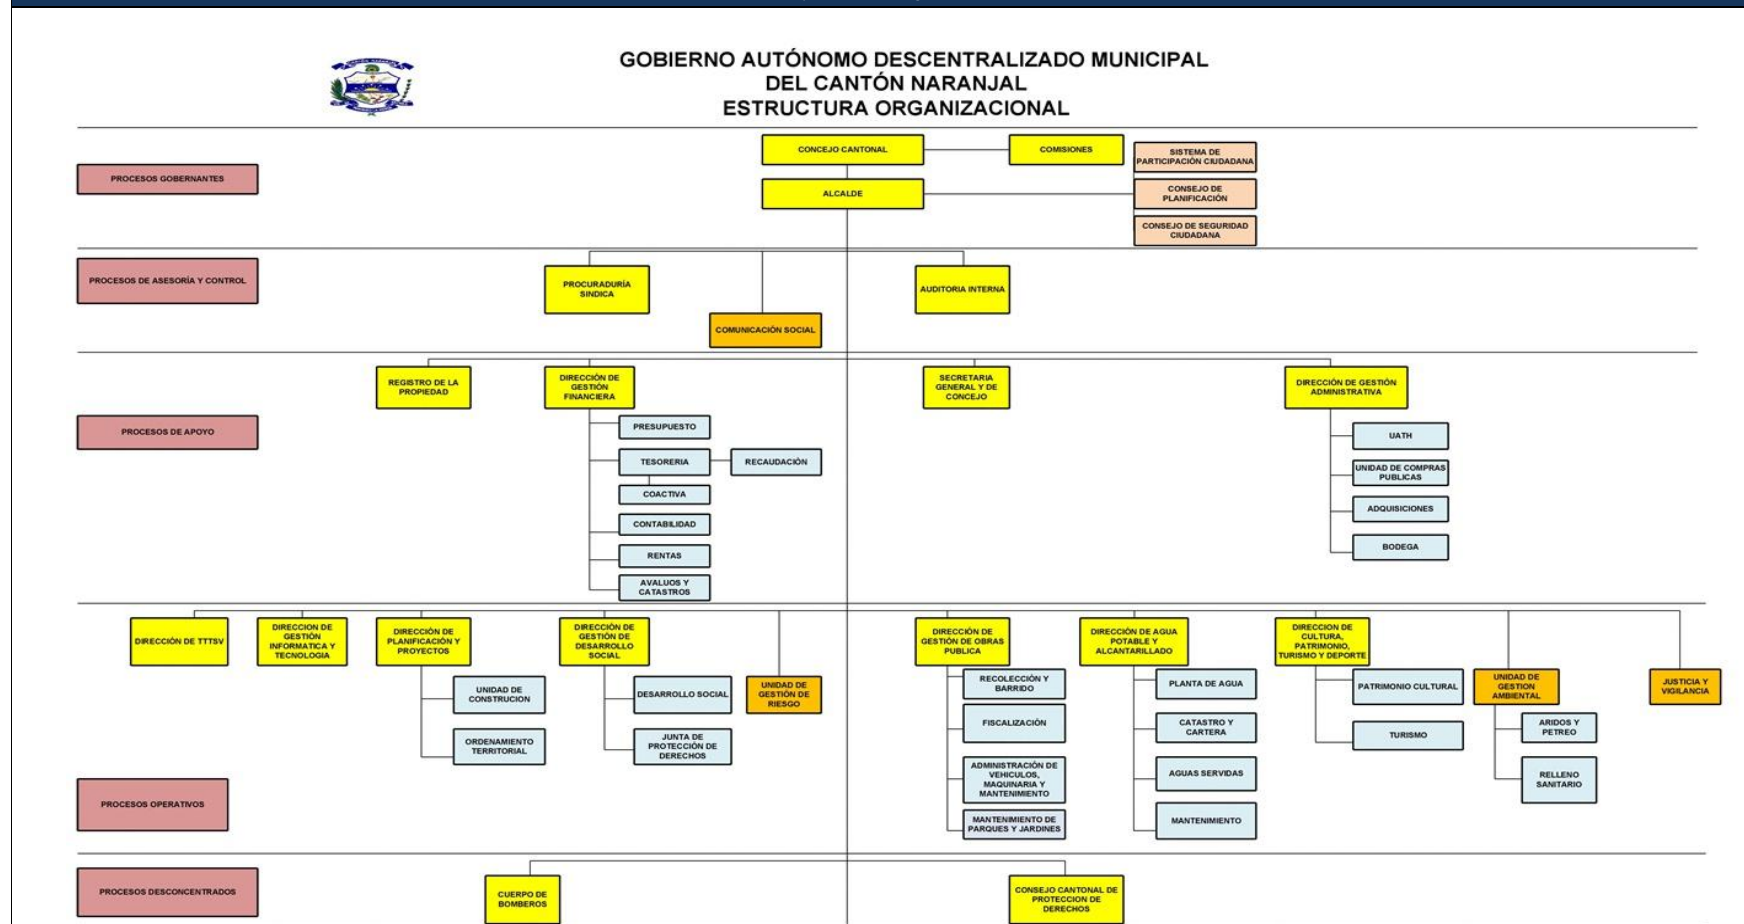 GOBIERNO AUTÓNOMO DESCENTRALIZADO MUNICIPAL
DEL CANTÓN NARANJAL
ESTRUCTURA ORGANIZACIONAL
PROCESOS GOBERNANTES
CONCEJO CANTONAL
COMISIONES
ALCALDE
SISTEMA DE
PARTICIPACIÓN CIUDADANA
CONSEJO DE
PLANIFICACIÓN
CONSEJO DE SEGURIDAD
CIUDADANA
PROCESOS DE ASESORÍA Y CONTROL
PROCURADURÍA
SINDICA
COMUNICACIÓN SOCIAL
AUDITORIA INTERNA
PROCESOS DE APOYO
REGISTRO DE LA
PROPIEDAD
DIRECCIÓN DE
GESTIÓN
FINANCIERA
PRESUPUESTO
TESORERIA
RECAUDACIÓN
COACTIVA
CONTABILIDAD
RENTAS
AVALUOS Y
CATASTROS
SECRETARIA
GENERAL Y DE
CONCEJO
DIRECCIÓN DE GESTIÓN
ADMINISTRATIVA
UATH
UNIDAD DE COMPRAS
PUBLICAS
ADQUISICIONES
BODEGA
PROCESOS OPERATIVOS
DIRECCIÓN DE TTTSV
DIRECCION DE
GESTIÓN
INFORMATICA Y
TECNOLOGIA
DIRECCIÓN DE
PLANIFICACIÓN Y
PROYECTOS
UNIDAD DE
CONSTRUCION
ORDENAMIENTO
TERRITORIAL
DIRECCIÓN DE
GESTIÓN DE
DESARROLLO
SOCIAL
DESARROLLO SOCIAL
JUNTA DE
PROTECCIÓN DE
DERECHOS
UNIDAD DE
GESTIÓN DE
RIESGO
DIRECCIÓN DE
GESTIÓN DE OBRAS
PUBLICA
RECOLECCIÓN Y
BARRIDO
FISCALIZACIÓN
ADMINISTRACIÓN DE
VEHICULOS,
MAQUINARIA Y
MANTENIMIENTO
MANTENIMIENTO DE
PARQUES Y JARDINES
DIRECCIÓN DE AGUA
POTABLE Y
ALCANTARILLADO
PLANTA DE AGUA
CATASTRO Y
CARTERA
AGUAS SERVIDAS
MANTENIMIENTO
DIRECCION DE
CULTURA,
PATRIMONIO,
TURISMO Y DEPORTE
PATRIMONIO CULTURAL
TURISMO
UNIDAD DE
GESTION
AMBIENTAL
ARIDOS Y
PETREO
RELLENO
SANITARIO
JUSTICIA Y
VIGILANCIA
PROCESOS DESCONCENTRADOS
CUERPO DE
BOMBEROS
CONSEJO CANTONAL DE
PROTECCION DE
DERECHOS